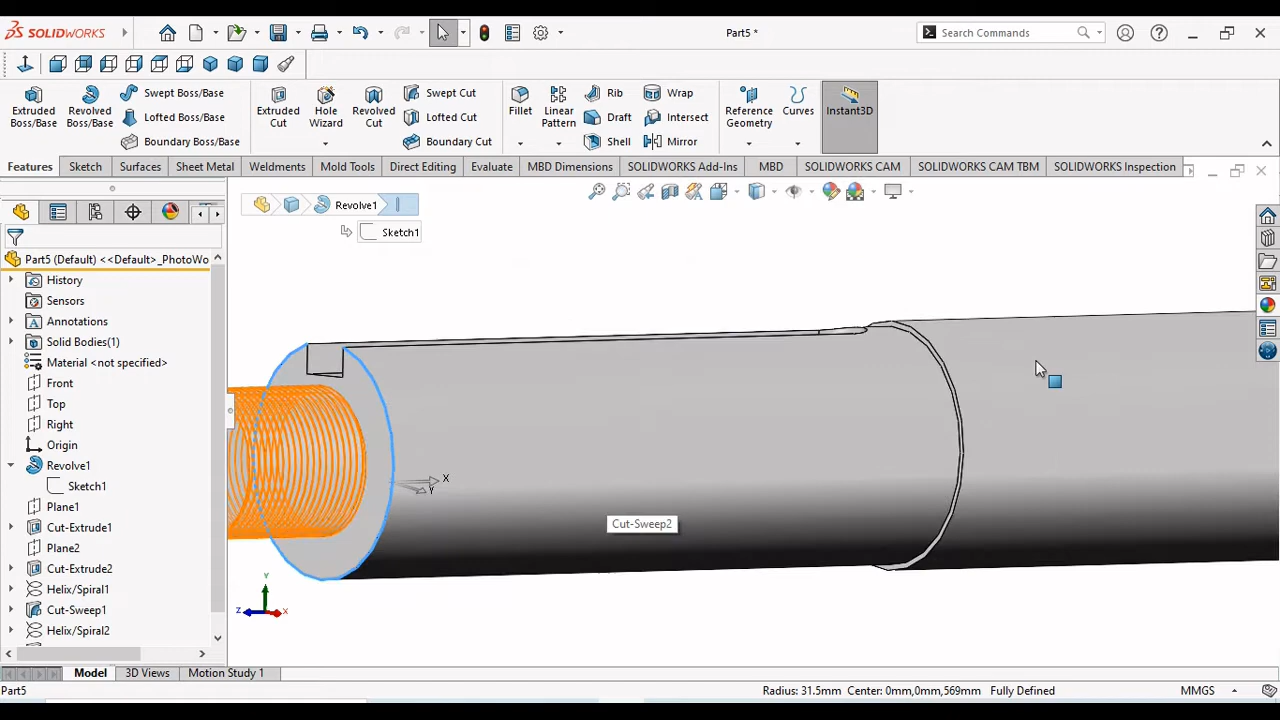 SOLIDWORKS
Part5 *
Search Commands
Extruded Boss/Base
Revolved Boss/Base
Swept Boss/Base
Lofted Boss/Base
Boundary Boss/Base
Extruded Cut
Hole Wizard
Revolved Cut
Swept Cut
Lofted Cut
Boundary Cut
Fillet
Linear Pattern
Rib
Draft
Shell
Wrap
Intersect
Mirror
Reference Geometry
Curves
Instant3D
Features
Sketch
Surfaces
Sheet Metal
Weldments
Mold Tools
Direct Editing
Evaluate
MBD Dimensions
SOLIDWORKS Add-Ins
MBD
SOLIDWORKS CAM
SOLIDWORKS CAM TBM
SOLIDWORKS Inspection
Revolve1
Sketch1
Part5 (Default) <<Default>_PhotoWo
History
Sensors
Annotations
Solid Bodies(1)
Material <not specified>
Front
Top
Right
Origin
Revolve1
Sketch1
Plane1
Cut-Extrude1
Plane2
Cut-Extrude2
Helix/Spiral1
Cut-Sweep1
Helix/Spiral2
X
Y
Cut-Sweep2
Y
Z
X
Model
3D Views
Motion Study 1
Part5
Radius: 31.5mm Center: 0mm,0mm,569mm
Fully Defined
MMGS